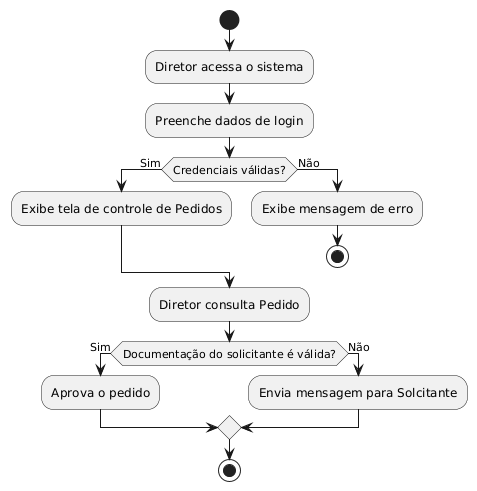 Diretor acessa o sistema
Preenche dados de login
Credenciais válidas?
Sim
Não
Exibe tela de controle de Pedidos
Exibe mensagem de erro
Diretor consulta Pedido
Documentação do solicitante é válida?
Sim
Não
Aprova o pedido
Envia mensagem para Solcitante